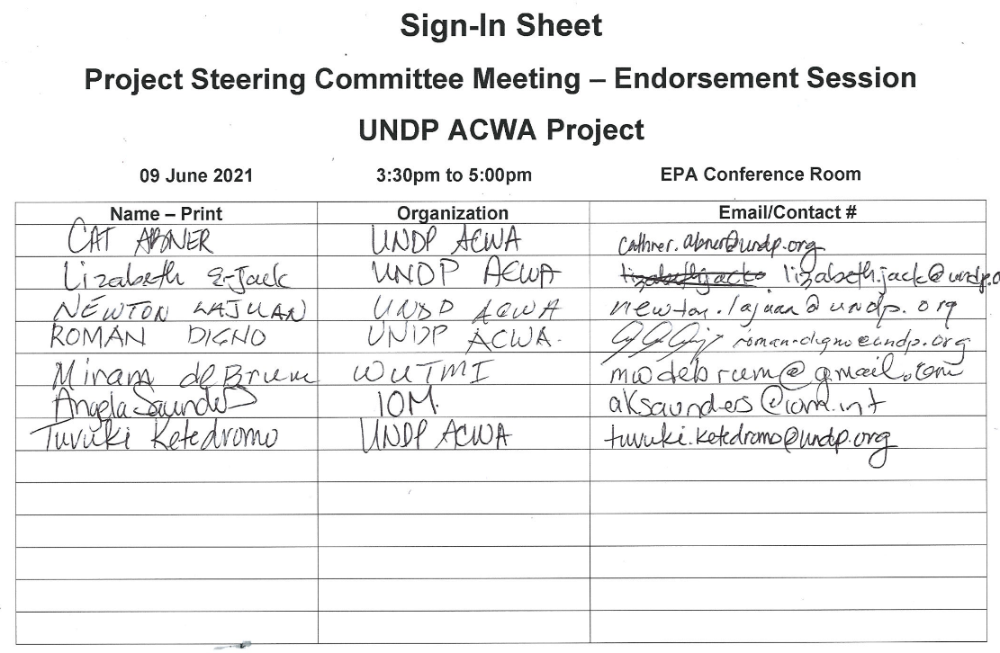 Sign-In Sheet
Project Steering Committee Meeting – Endorsement Session
UNDP ACWA Project
09 June 2021 3:30pm to 5:00pm EPA Conference Room
Name – Print Organization Email/Contact #
CAT ABNER UNDP ACWA cathner.abner@undp.org
Lizabeth E-Jack UNDP ACWA lizabeth.jack@undp.o
NEWTON LAJUAN UNDP ACWA newton.lajuan@undp.org
ROMAN DIGNO UNDP ACWA. roman.digno@undp.org
Miram deBrum WUTMI mwdebrum@gmail.com
Angela Saunders IOM. aksaunders@iom.int
Tuvuki Ketedromo UNDP ACWA tuvuki.ketedromo@undp.org